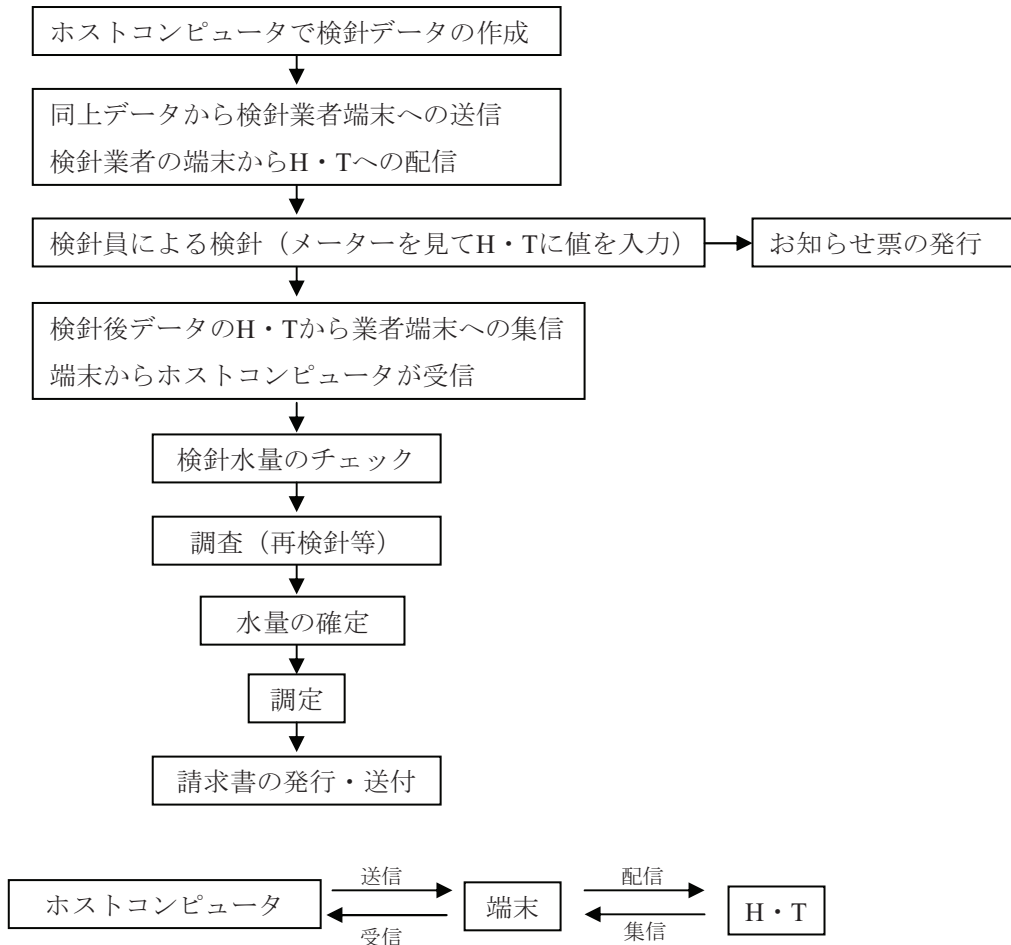 ホストコンピュータで検針データの作成
同上データから検針業者端末への送信
検針業者の端末からH・Tへの配信
検針員による検針（メーターを見てH・Tに値を入力）
お知らせ票の発行
検針後データのH・Tから業者端末への集信
端末からホストコンピュータが受信
検針水量のチェック
調査（再検針等）
水量の確定
調定
請求書の発行・送付
送信
配信
ホストコンピュータ
端末
H・T
受信
集信